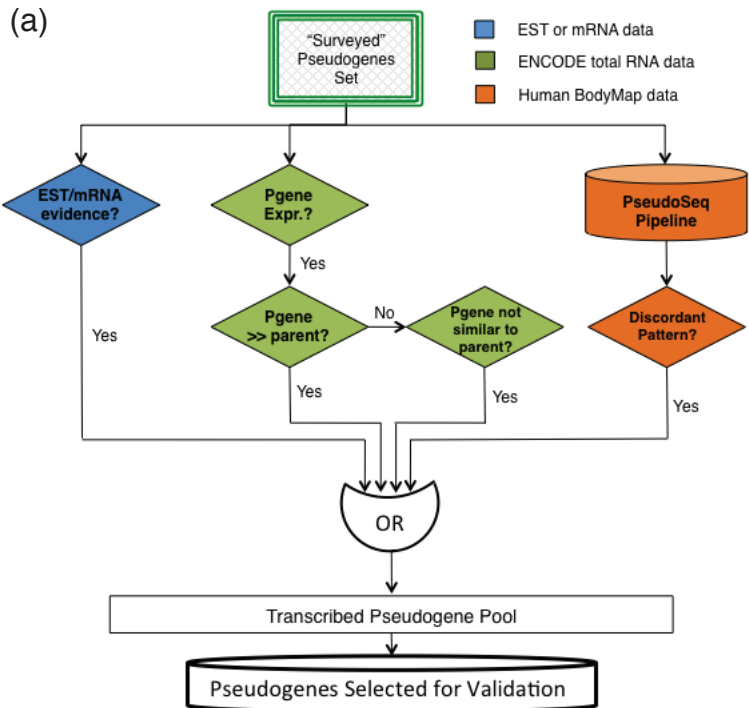 (a)
"Surveyed"
Pseudogenes
Set
EST or mRNA data
ENCODE total RNA data
Human BodyMap data
EST/mRNA
evidence?
Pgene
Expr.?
PseudoSeq
Pipeline
Yes
Pgene
>> parent?
No
Pgene not
similar to
parent?
Discordant
Pattern?
Yes
Yes
Yes
Yes
OR
Transcribed Pseudogene Pool
Pseudogenes Selected for Validation